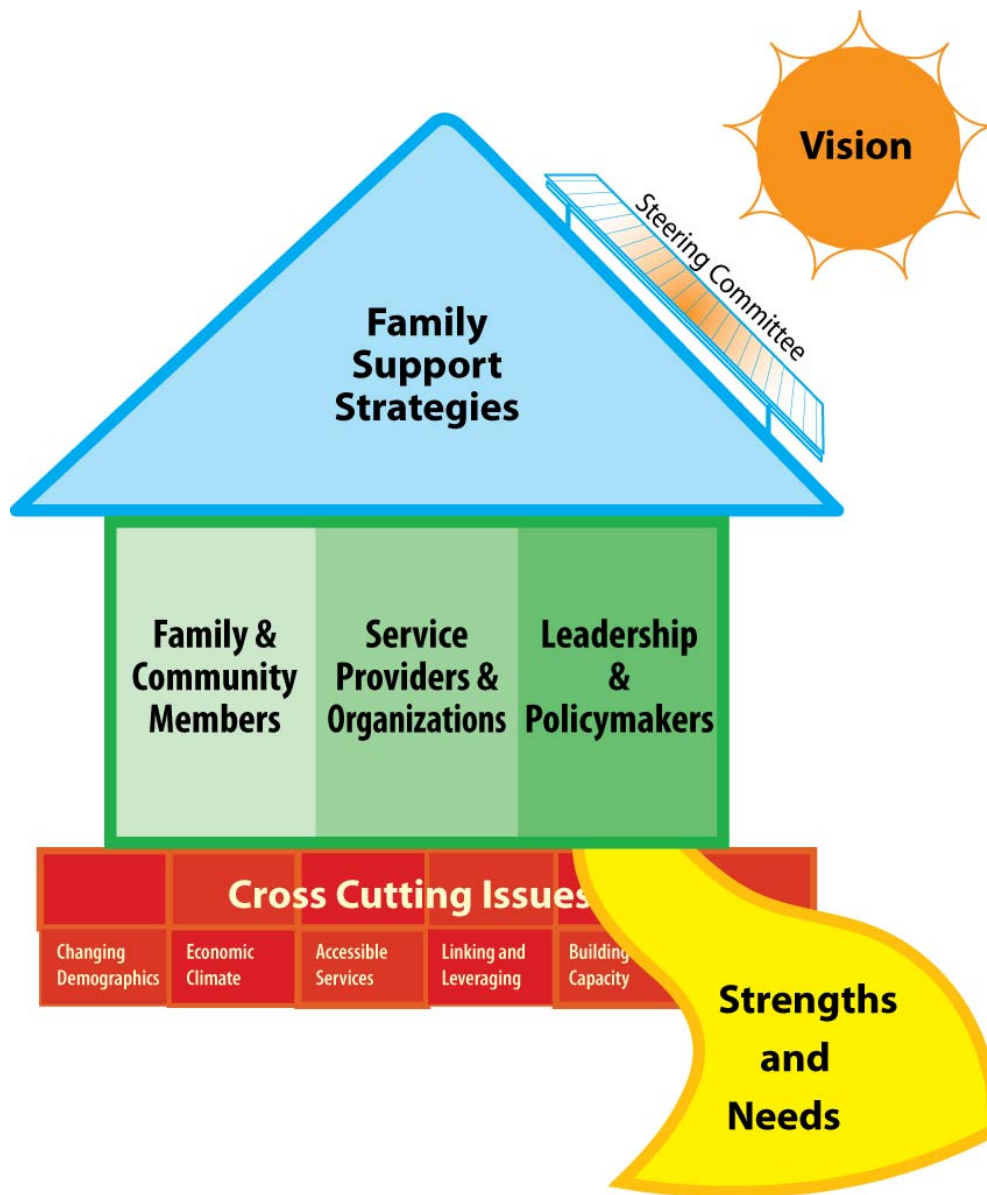 Vision
Steering Committee
Family
Support
Strategies
Family &
Community
Members
Service
Providers &
Organizations
Leadership
&
Policymakers
Cross Cutting Issues
Changing
Demographics
Economic
Climate
Accessible
Services
Linking and
Leveraging
Building
Capacity
Strengths
and
Needs